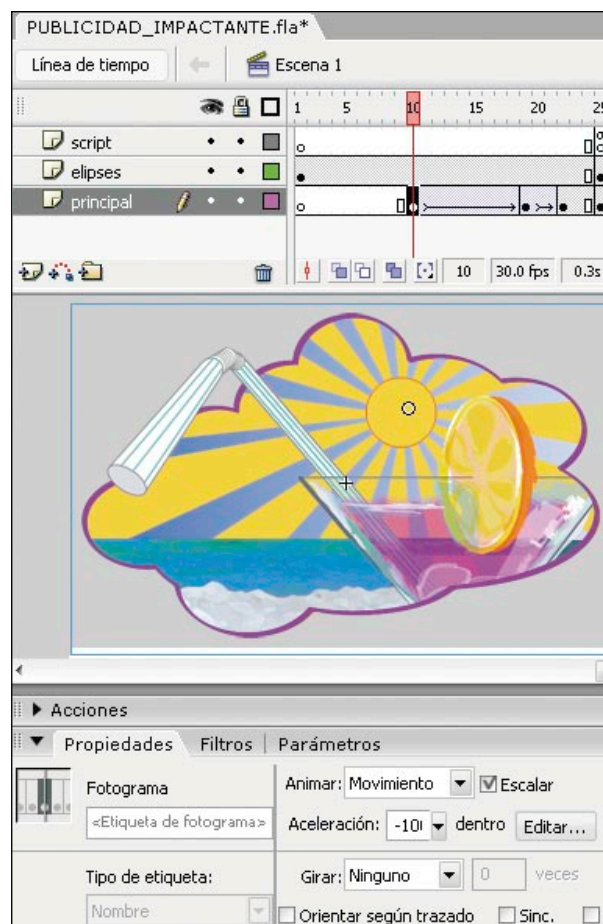 PUBLICIDAD_IMPACTANTE.fla*
Línea de tiempo
Escena 1
1 5 10 15 20
script
elipses
principal
10 30.0 fps 0.3s
Acciones
Propiedades Filtros Parámetros
Fotograma
Animar: Movimiento Escalar
<Etiqueta de fotograma>
Aceleración: dentro Editar...
Tipo de etiqueta:
Girar: Ninguno 0 veces
Nombre
Orientar según trazado Sinc.